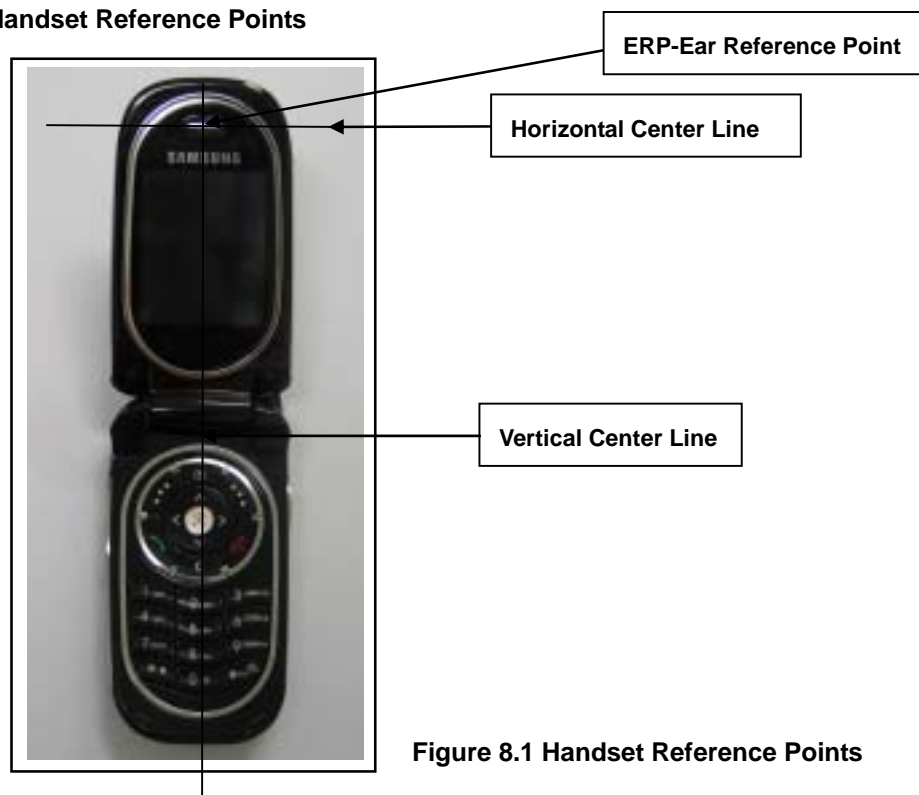 Handset Reference Points
ERP-Ear Reference Point
Horizontal Center Line
SAMSUNG
Vertical Center Line
Figure 8.1 Handset Reference Points